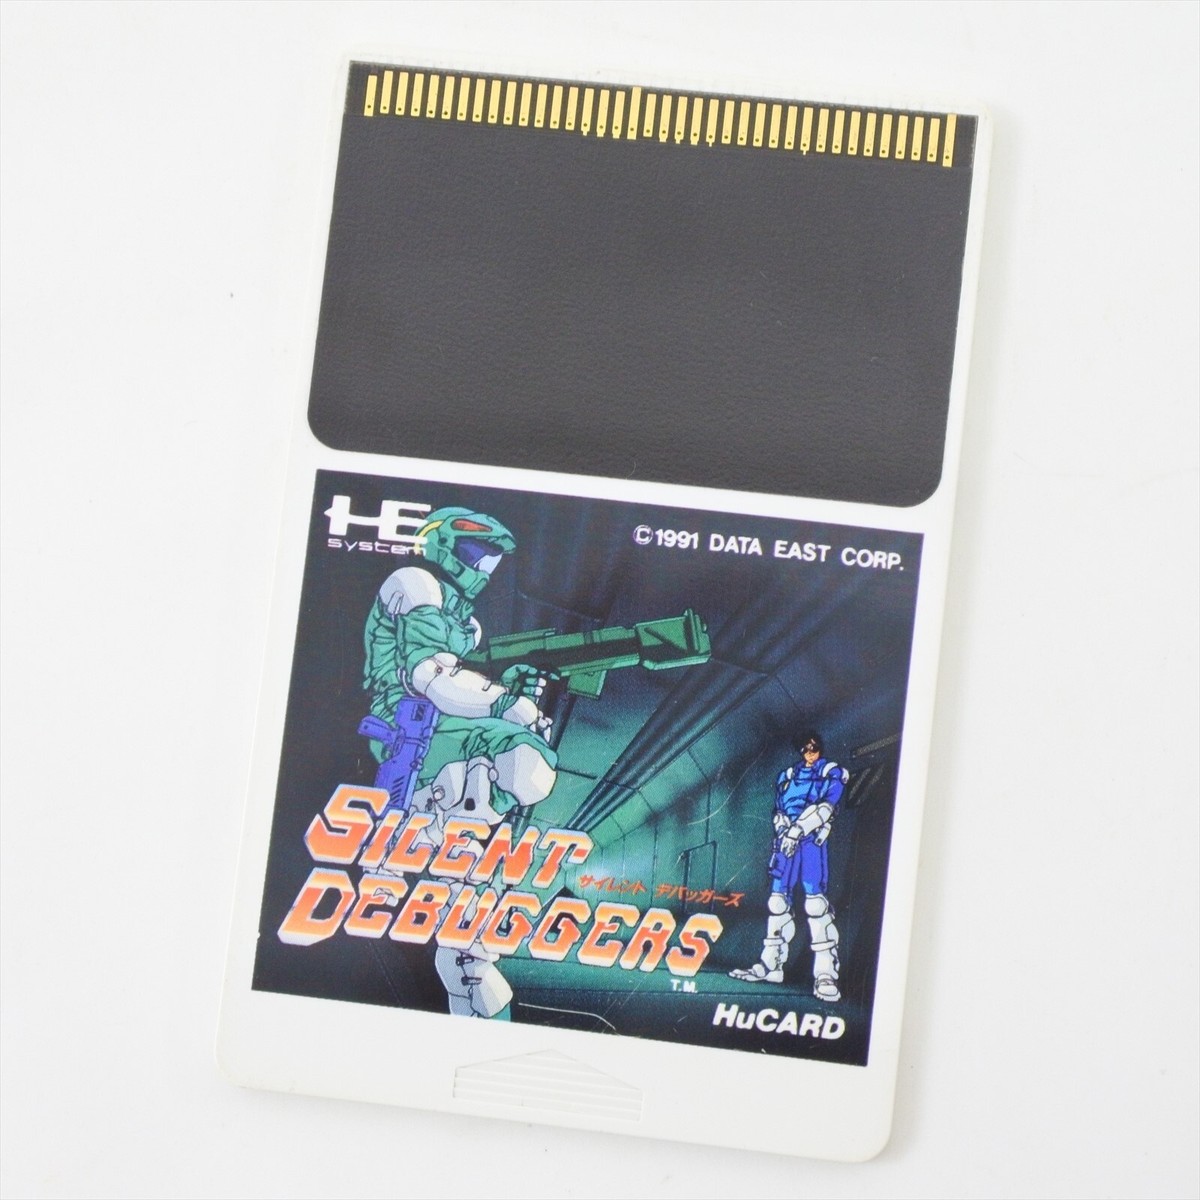 HE
system
©1991 DATA EAST CORP.
SILENT
サイレント デバッガーズ
DEBUGGERS
T.M.
HuCARD